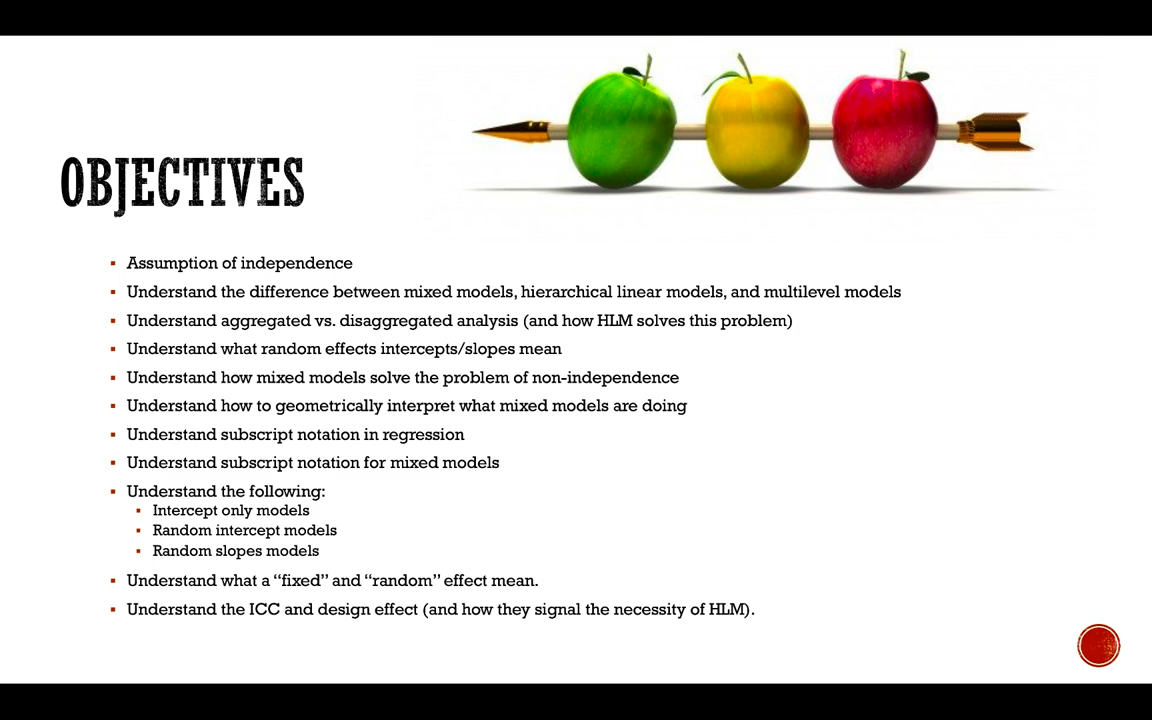 OBJECTIVES
Assumption of independence
Understand the difference between mixed models, hierarchical linear models, and multilevel models
Understand aggregated vs. disaggregated analysis (and how HLM solves this problem)
Understand what random effects intercepts/slopes mean
Understand how mixed models solve the problem of non-independence
Understand how to geometrically interpret what mixed models are doing
Understand subscript notation in regression
Understand subscript notation for mixed models
Understand the following:
Intercept only models
Random intercept models
Random slopes models
Understand what a “fixed” and “random” effect mean.
Understand the ICC and design effect (and how they signal the necessity of HLM).